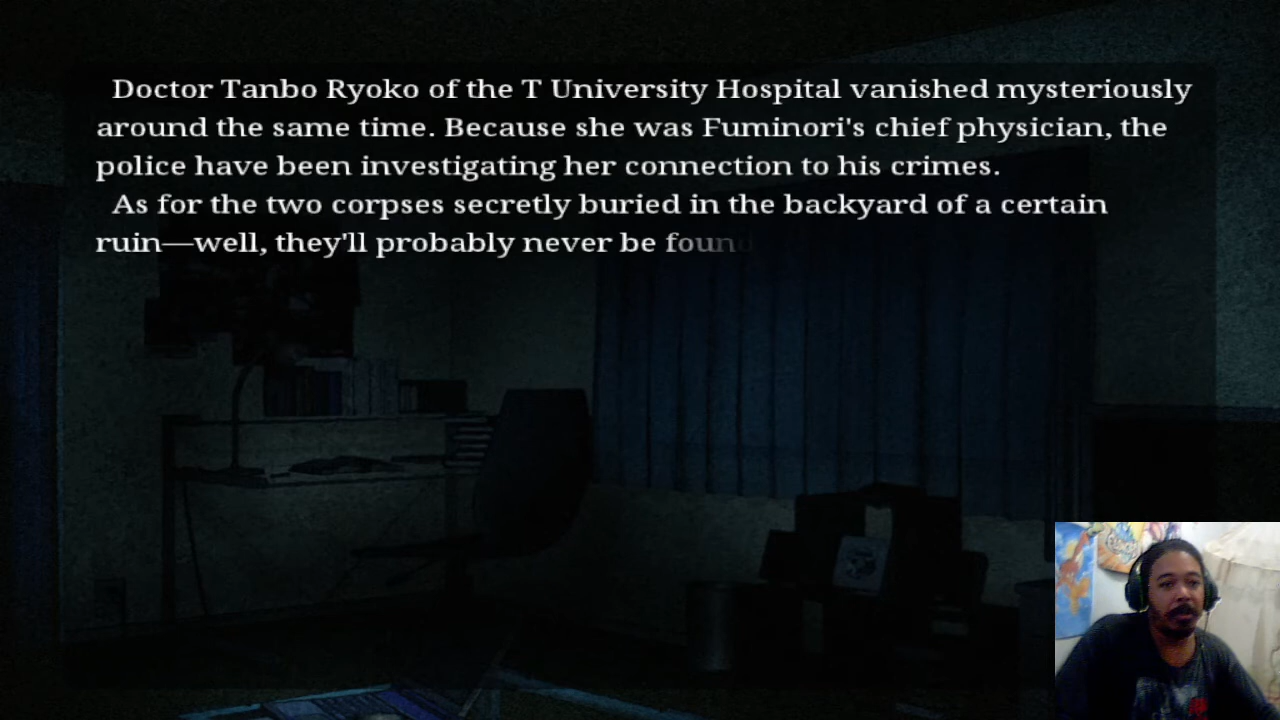 Doctor Tanbo Ryoko of the T University Hospital vanished mysteriously
around the same time. Because she was Fuminori's chief physician, the
police have been investigating her connection to his crimes.
As for the two corpses secretly buried in the backyard of a certain
ruin—well, they'll probably never be found